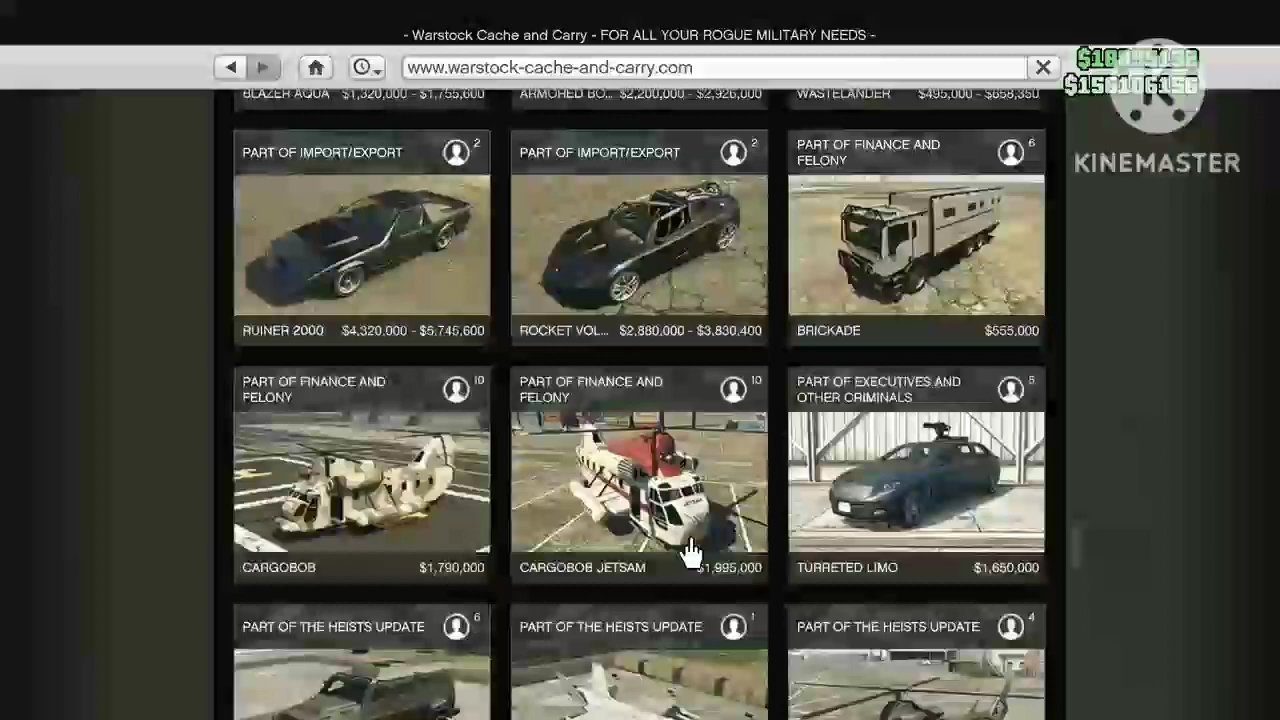 - Warstock Cache and Carry - FOR ALL YOUR ROGUE MILITARY NEEDS -
www.warstock-cache-and-carry.com
KINEMASTER
BLAZER AQUA $1,320,000 - $1,755,600
ARMORED BO... $2,200,000 - $2,926,000
WASTELANDER $495,000 - $658,350
PART OF IMPORT/EXPORT 2
PART OF IMPORT/EXPORT 2
PART OF FINANCE AND
FELONY 6
RUINER 2000 $4,320,000 - $5,745,600
ROCKET VOL... $2,880,000 - $3,830,400
BRICKADE $555,000
PART OF FINANCE AND
FELONY 10
PART OF FINANCE AND
FELONY 10
PART OF EXECUTIVES AND
OTHER CRIMINALS 5
CARGOBOB $1,790,000
CARGOBOB JETSAM $1,995,000
TURRETED LIMO $1,650,000
PART OF THE HEISTS UPDATE 6
PART OF THE HEISTS UPDATE 1
PART OF THE HEISTS UPDATE 4